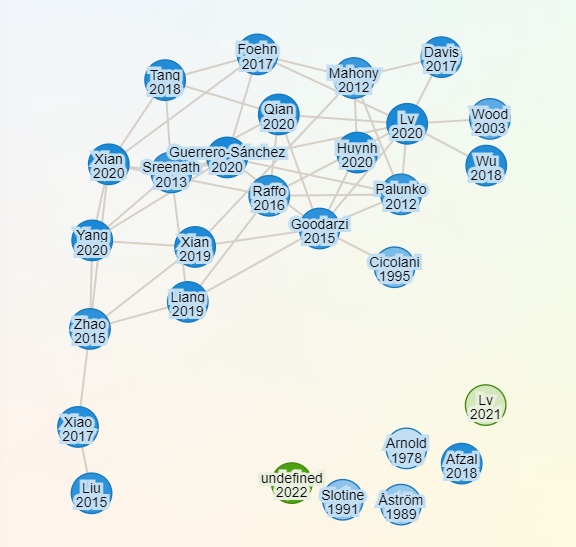 Foehn
2017
Davis
2017
Tang
2018
Mahony
2012
Qian
2020
Lv
2020
Wood
2003
Guerrero-Sánchez
2020
Huynh
2020
Xian
2020
Sreenath
2013
Wu
2018
Raffo
2016
Palunko
2012
Goodarzi
2015
Yang
2020
Xian
2019
Cicolani
1995
Liang
2019
Zhao
2015
Lv
2021
Xiao
2017
Arnold
1978
Afzal
2018
undefined
2022
Liu
2015
Slotine
1991
Åström
1989